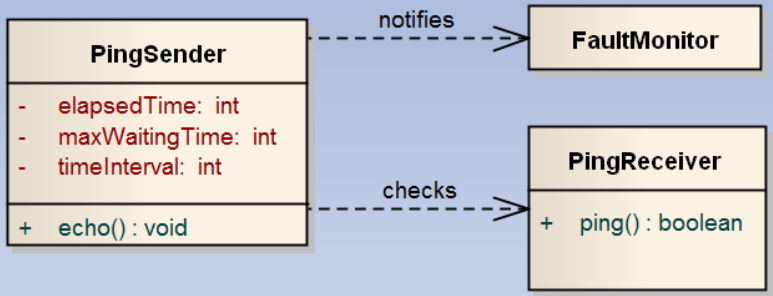 PingSender
- elapsedTime: int
- maxWaitingTime: int
- timeInterval: int
+ echo() : void
notifies
FaultMonitor
checks
PingReceiver
+ ping() : boolean